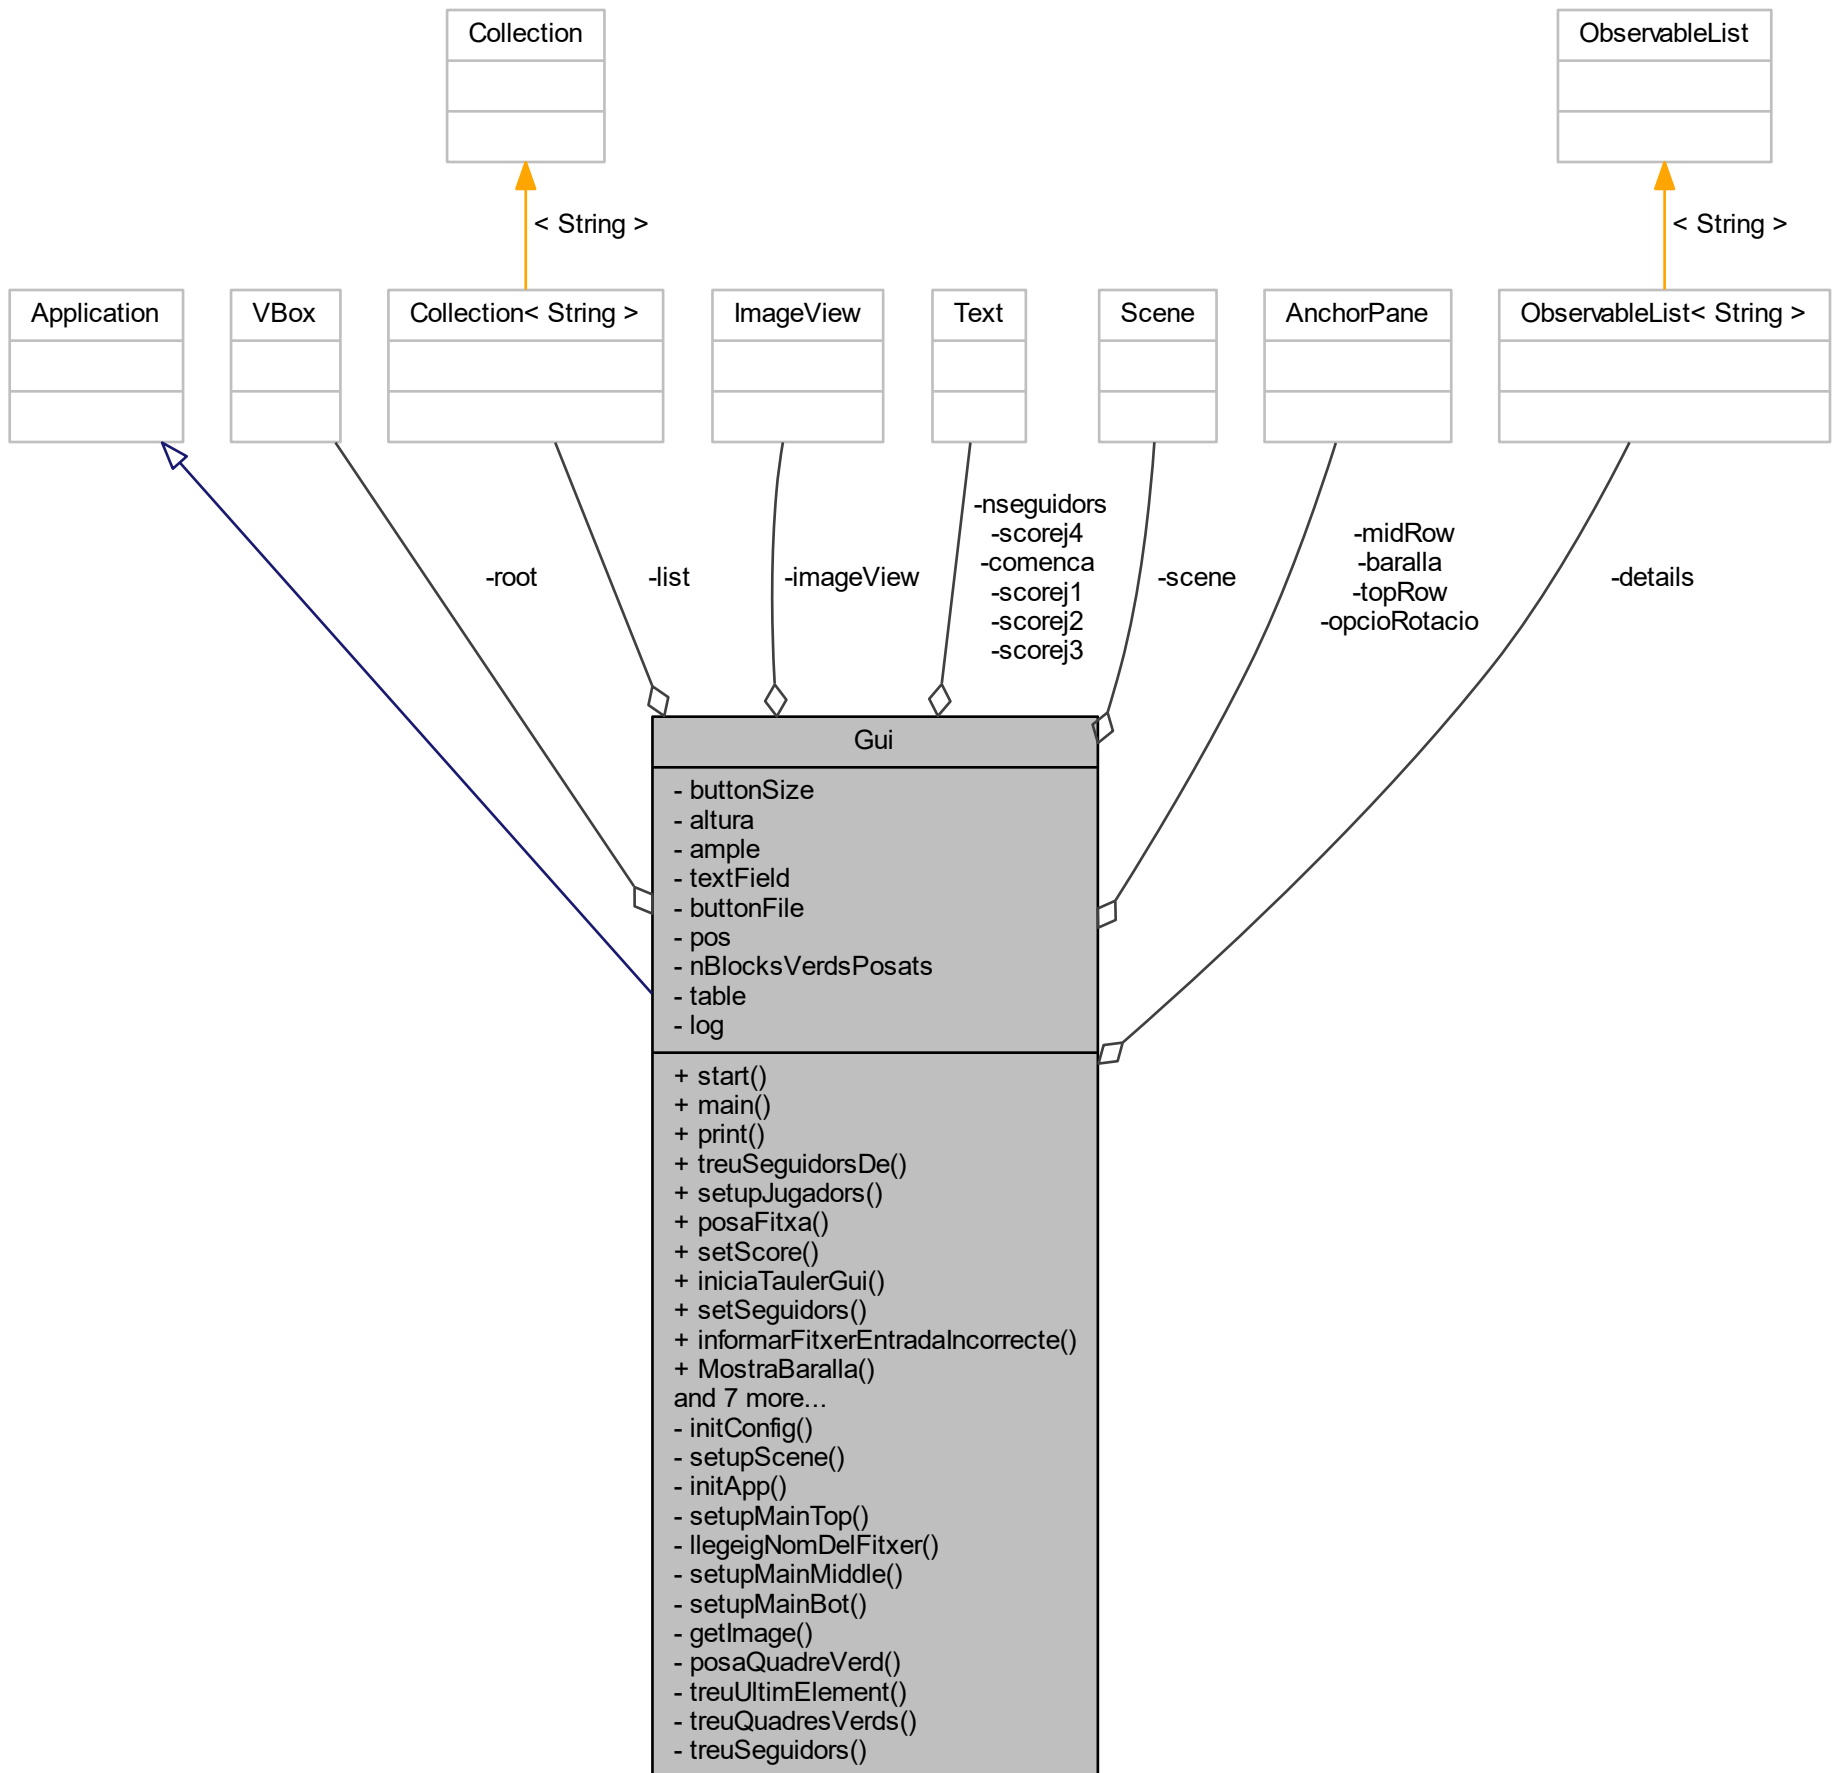 Collection
ObservableList
< String >
< String >
Application
VBox
Collection< String >
ImageView
Text
Scene
AnchorPane
ObservableList< String >
-root
-list
-imageView
-nseguidors
-scorej4
-comenca
-scorej1
-scorej2
-scorej3
-scene
-midRow
-baralla
-topRow
-opcioRotacio
-details
Gui
- buttonSize
- altura
- ample
- textField
- buttonFile
- pos
- nBlocksVerdsPosats
- table
- log
+ start()
+ main()
+ print()
+ treuSeguidorsDe()
+ setupJugadors()
+ posaFitxa()
+ setScore()
+ iniciaTaulerGui()
+ setSeguidors()
+ informarFitxerEntradaIncorrecte()
+ MostraBaralla()
and 7 more...
- initConfig()
- setupScene()
- initApp()
- setupMainTop()
- llegeigNomDelFitxer()
- setupMainMiddle()
- setupMainBot()
- getImage()
- posaQuadreVerd()
- treuUltimElement()
- treuQuadresVerds()
- treuSeguidors()